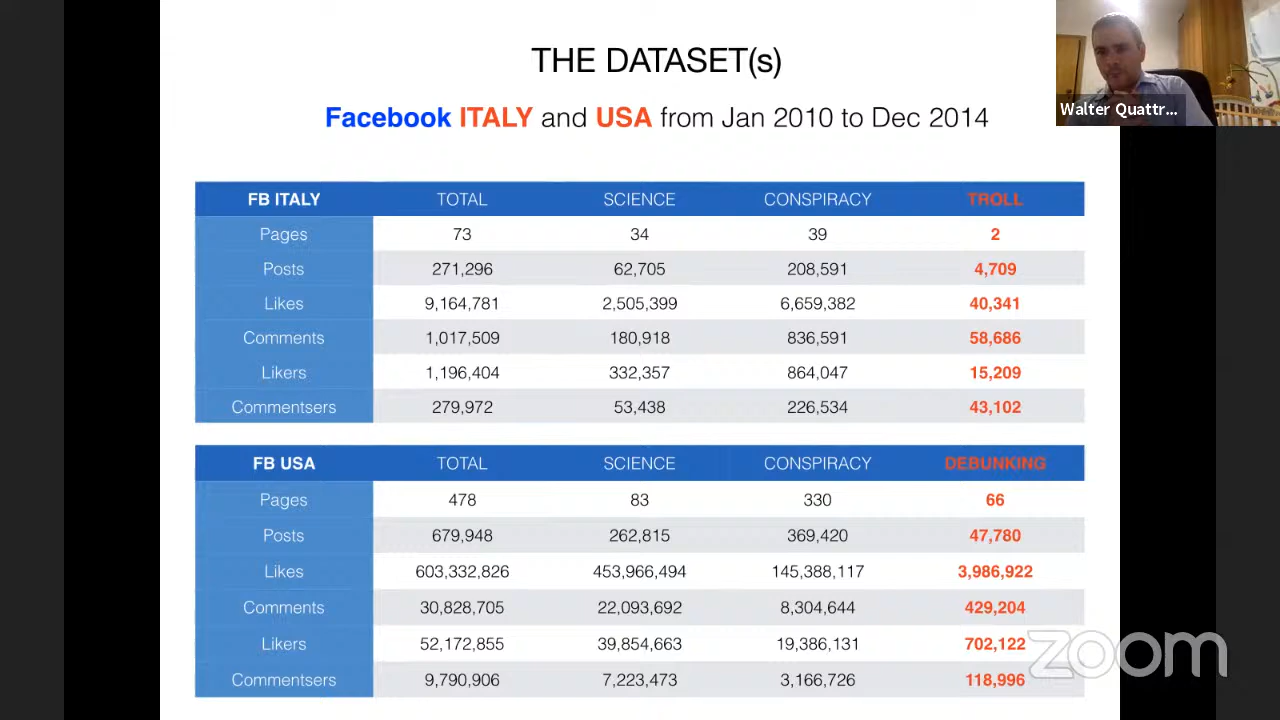 THE DATASET(s)
Facebook ITALY and USA from Jan 2010 to Dec 2014
Walter Quattr...
FB ITALY TOTAL SCIENCE CONSPIRACY TROLL
Pages 73 34 39 2
Posts 271,296 62,705 208,591 4,709
Likes 9,164,781 2,505,399 6,659,382 40,341
Comments 1,017,509 180,918 836,591 58,686
Likers 1,196,404 332,357 864,047 15,209
Commentsers 279,972 53,438 226,534 43,102
FB USA TOTAL SCIENCE CONSPIRACY DEBUNKING
Pages 478 83 330 66
Posts 679,948 262,815 369,420 47,780
Likes 603,332,826 453,966,494 145,388,117 3,986,922
Comments 30,828,705 22,093,692 8,304,644 429,204
Likers 52,172,855 39,854,663 19,386,131 702,122
Commentsers 9,790,906 7,223,473 3,166,726 118,996
zoom